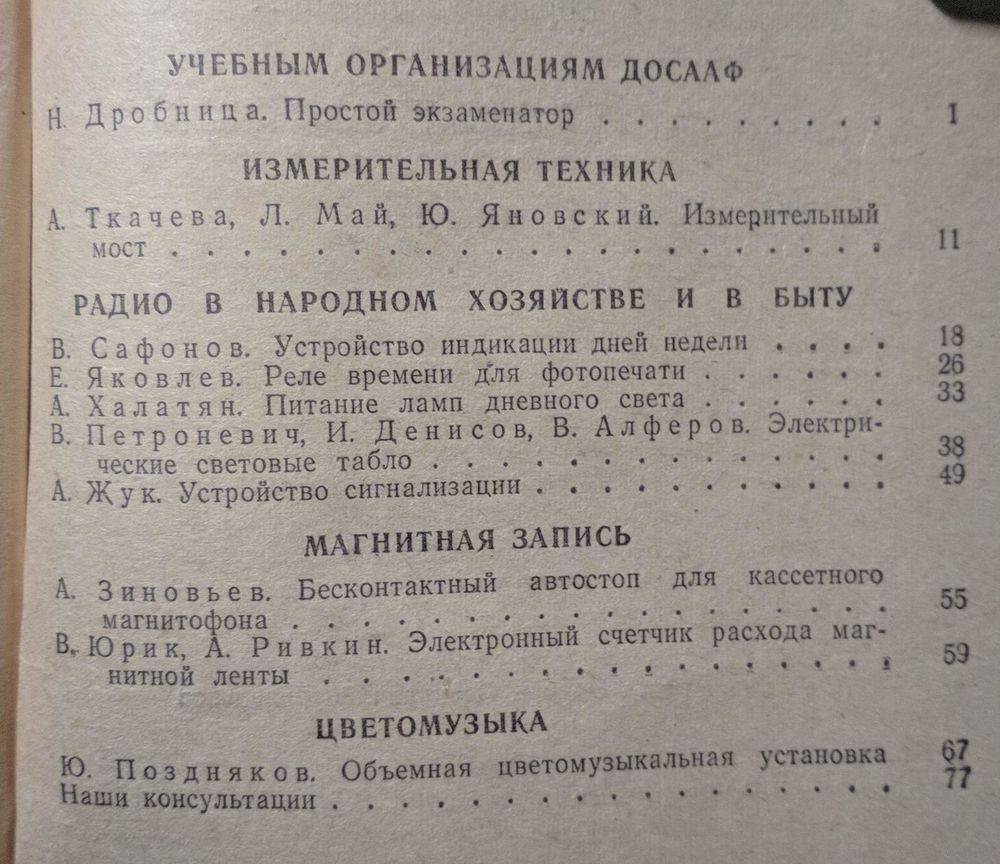 УЧЕБНЫМ ОРГАНИЗАЦИЯМ ДОСААФ
Н. Дробница. Простой экзаменатор . . . . . . . . . . 1
ИЗМЕРИТЕЛЬНАЯ ТЕХНИКА
А. Ткачева, Л. Май, Ю. Яновский. Измерительный
мост . . . . . . . . . . . . . . . . . . . . . 11
РАДИО В НАРОДНОМ ХОЗЯЙСТВЕ И В БЫТУ
В. Сафонов. Устройство индикации дней недели . . . . 18
Е. Яковлев. Реле времени для фотопечати . . . . . . 26
А. Халатян. Питание ламп дневного света . . . . . . 33
В. Петроневич, И. Денисов, В. Алферов. Электри-
ческие световые табло . . . . . . . . . . . . . 38
А. Жук. Устройство сигнализации . . . . . . . . . . 49
МАГНИТНАЯ ЗАПИСЬ
А. Зиновьев. Бесконтактный автостоп для кассетного
магнитофона . . . . . . . . . . . . . . . . . . 55
В. Юрик, А. Ривкин. Электронный счетчик расхода маг-
нитной ленты . . . . . . . . . . . . . . . . . 59
ЦВЕТОМУЗЫКА
Ю. Поздняков. Объемная цветомузыкальная установка 67
Наши консультации . . . . . . . . . . . . . . . . . 77